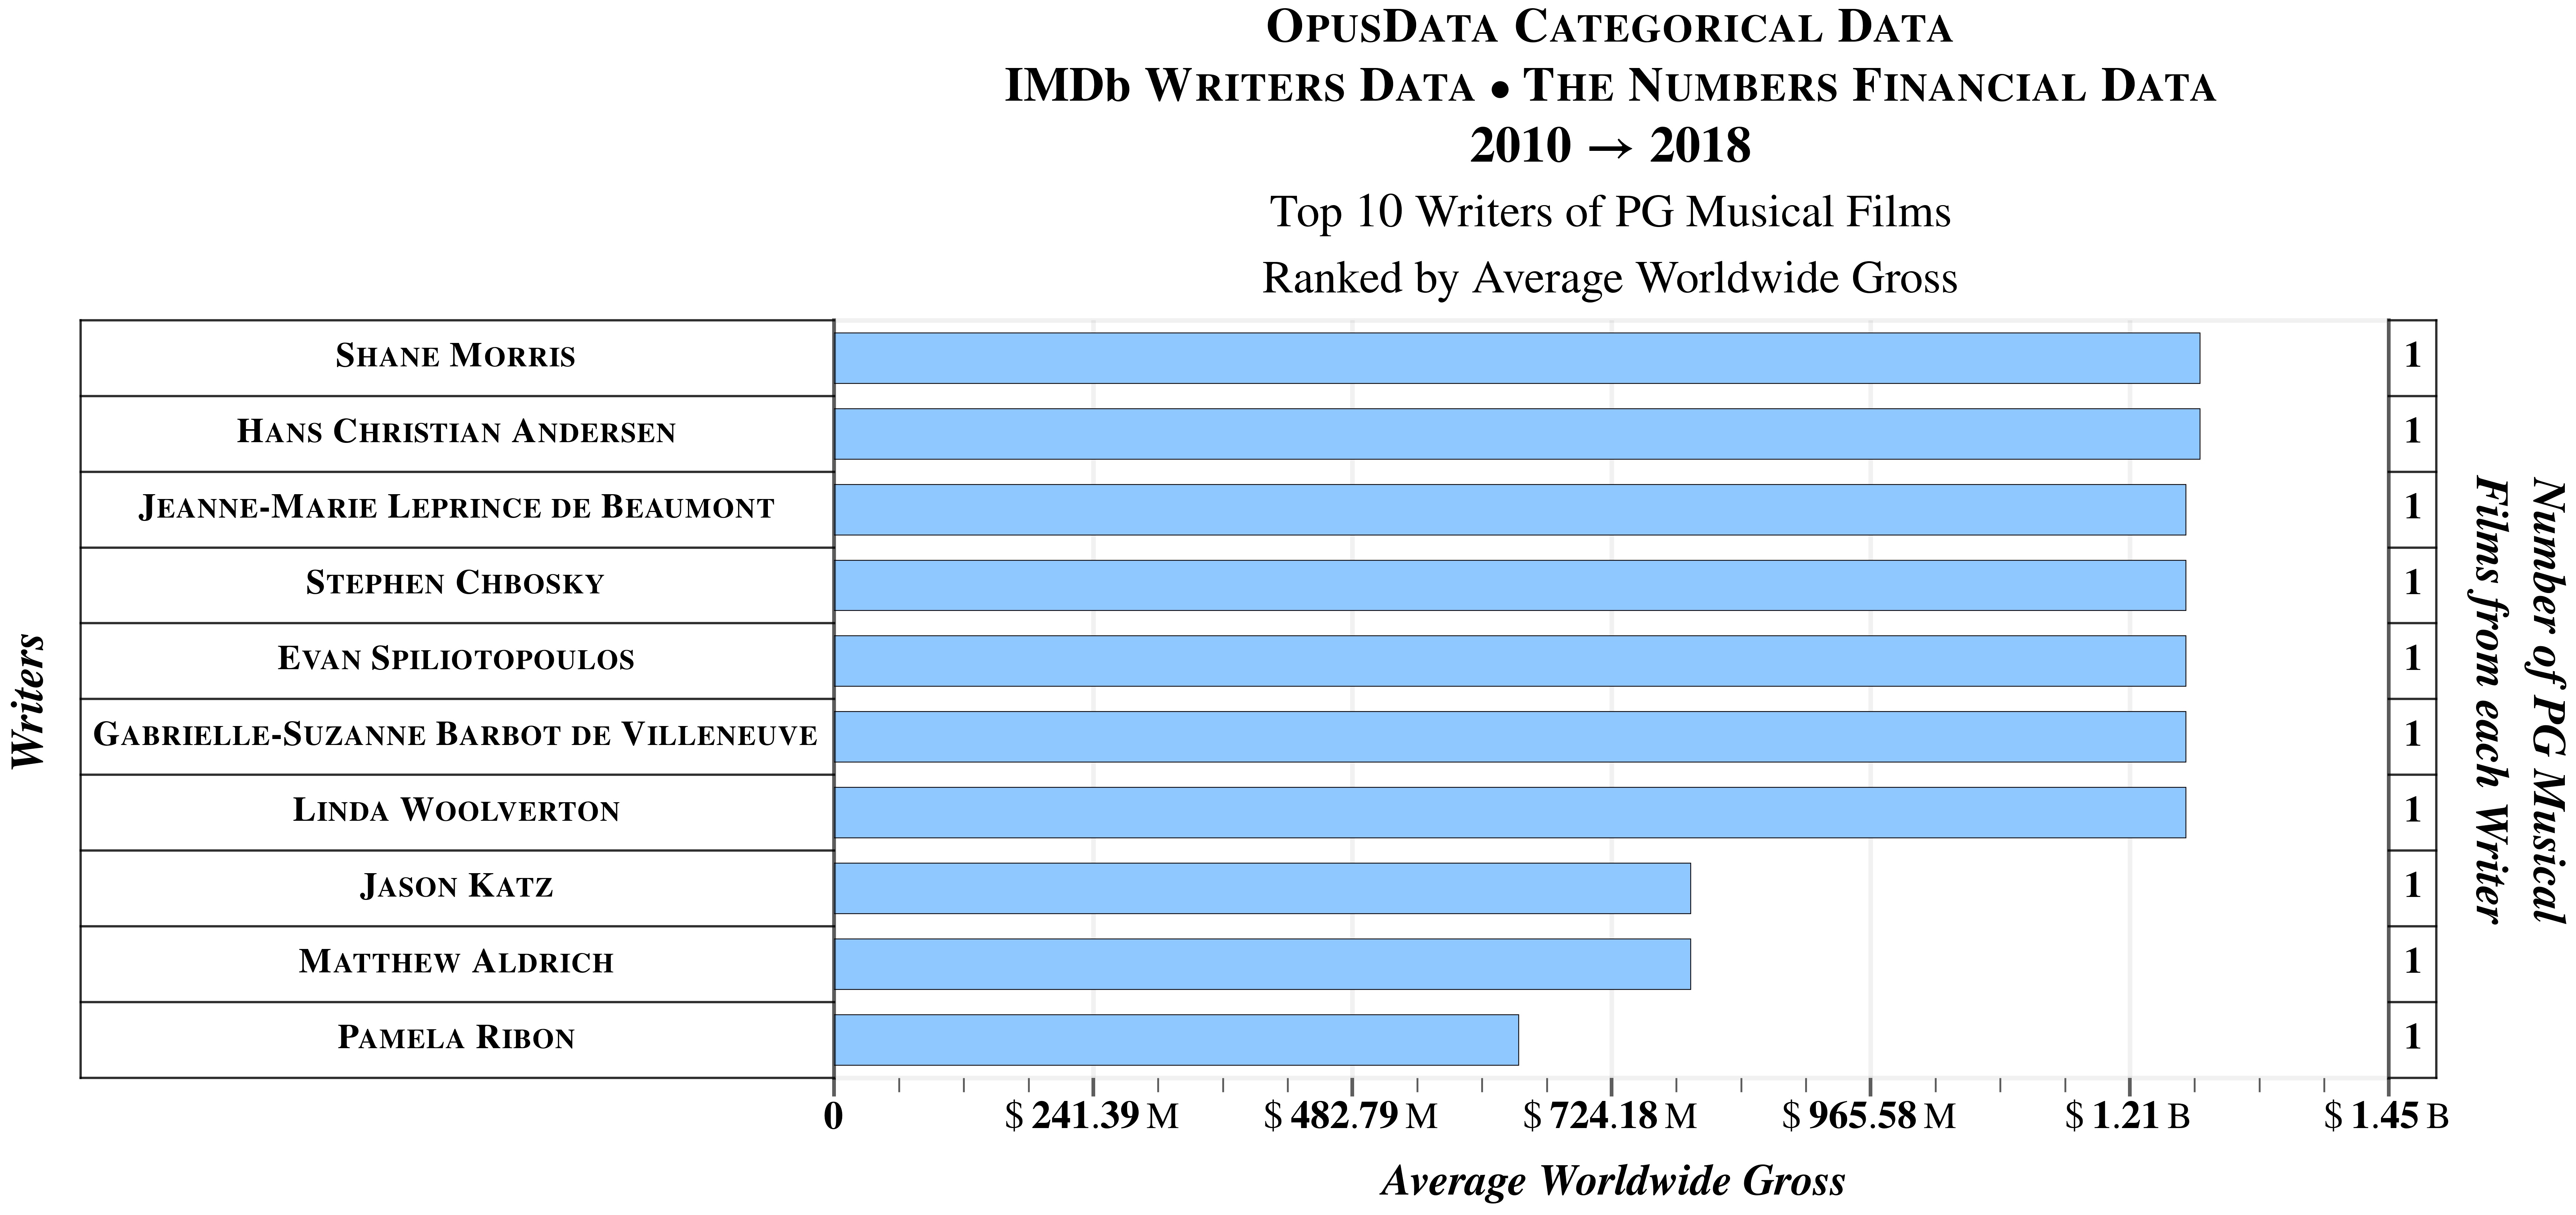 OpusData Categorical Data
IMDb Writers Data • The Numbers Financial Data
2010 → 2018
Top 10 Writers of PG Musical Films
Ranked by Average Worldwide Gross
Writers
Shane Morris 1
Hans Christian Andersen 1
Jeanne-Marie Leprince de Beaumont 1
Stephen Chbosky 1
Evan Spiliotopoulos 1
Gabrielle-Suzanne Barbot de Villeneuve 1
Linda Woolverton 1
Jason Katz 1
Matthew Aldrich 1
Pamela Ribon 1
Number of PG Musical
Films from each Writer
0 $ 241.39 M $ 482.79 M $ 724.18 M $ 965.58 M $ 1.21 B $ 1.45 B
Average Worldwide Gross